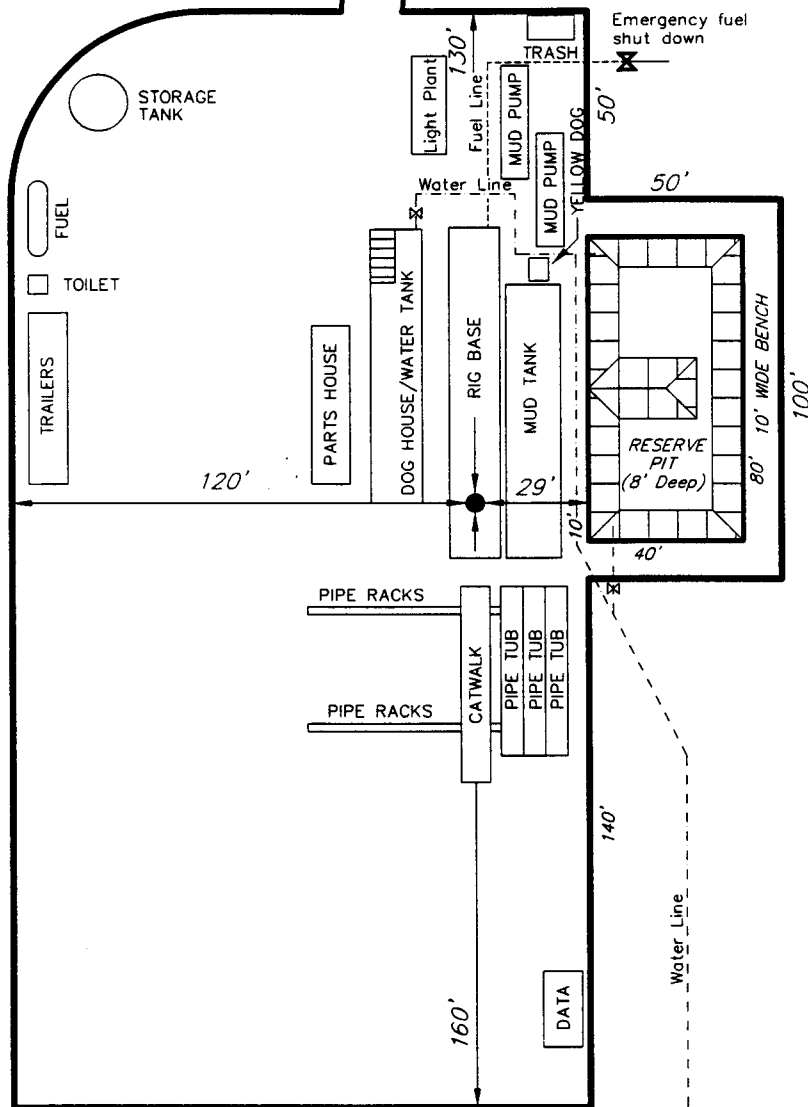 Emergency fuel
shut down
TRASH
130'
50'
STORAGE
TANK
Light Plant
Fuel Line
MUD PUMP
MUD PUMP
YELLOW DOG
Water Line
50'
FUEL
TOILET
TRAILERS
PARTS HOUSE
DOG HOUSE/WATER TANK
RIG BASE
MUD TANK
RESERVE
PIT
(8' Deep)
80'
10' WIDE BENCH
100'
120'
29'
10'
40'
PIPE RACKS
PIPE RACKS
CATWALK
PIPE TUB
PIPE TUB
PIPE TUB
140'
Water Line
160'
DATA